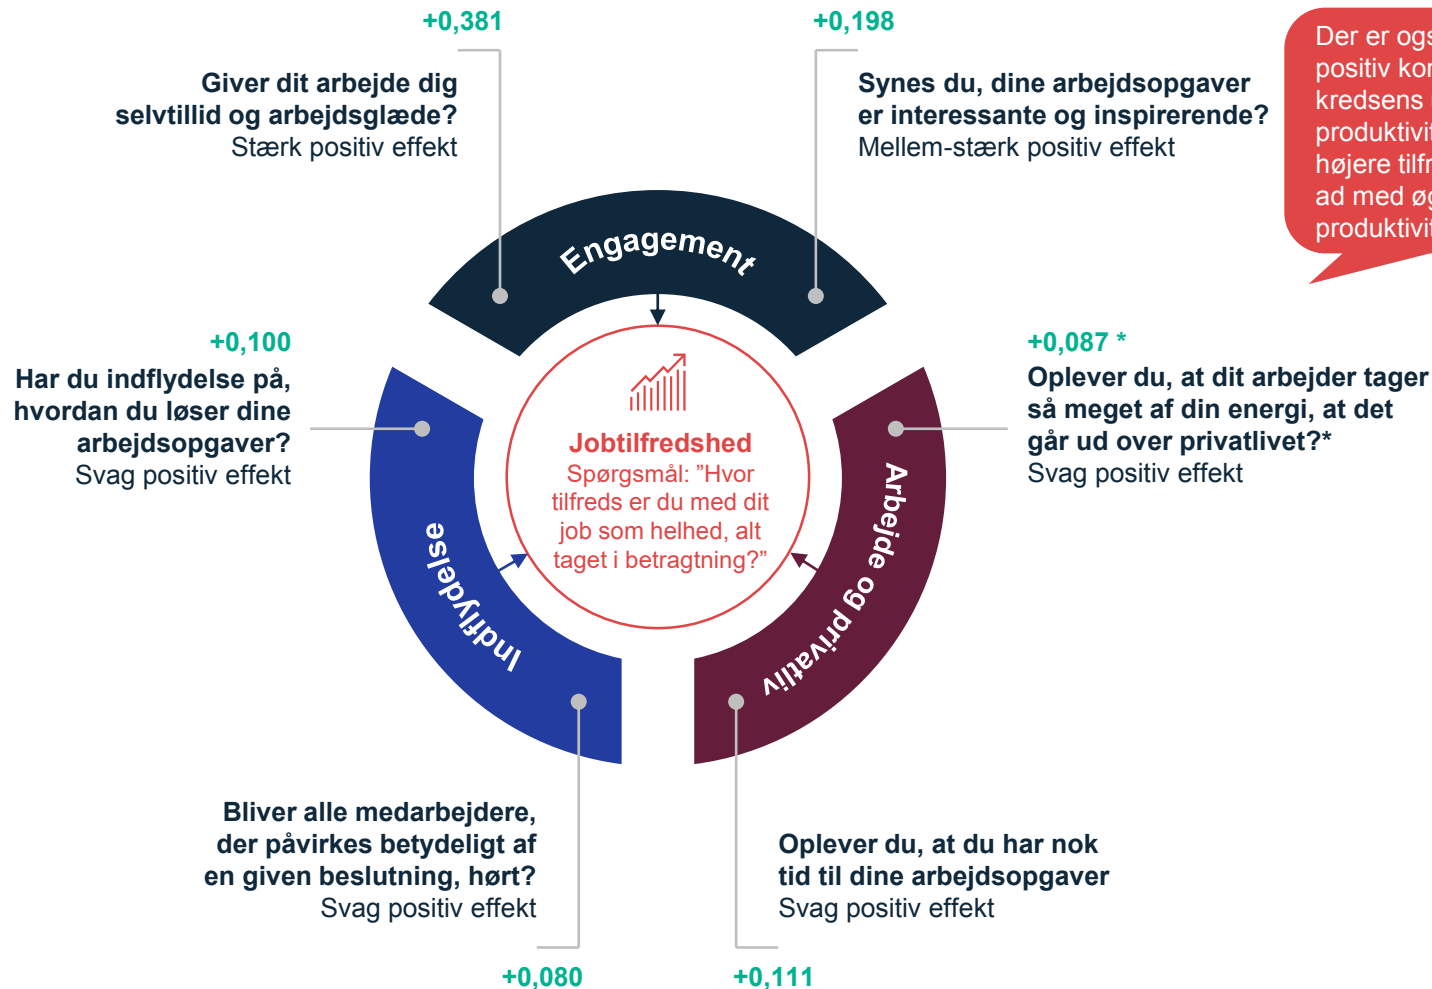 +0,381
Giver dit arbejde dig
selvtillid og arbejdsglæde?
Stærk positiv effekt
+0,198
Synes du, dine arbejdsopgaver
er interessante og inspirerende?
Mellem-stærk positiv effekt
Der er
positiv
kredsens
højere
ad med
Engagement
+0,100
Har du indflydelse på,
hvordan du løser dine
arbejdsopgaver?
Svag positiv effekt
+0,087 *
Oplever du, at dit arbejder tager
så meget af din energi, at det
går ud over privatlivet?*
Svag positiv effekt
Jobtilfredshed
Spørgsmål: ”Hvor
tilfreds er du med dit
job som helhed, alt
taget i betragtning?”
Indflydelse
Arbejde og privatliv
Bliver alle medarbejdere,
der påvirkes betydeligt af
en given beslutning, hørt?
Svag positiv effekt
+0,080
Oplever du, at du har nok
tid til dine arbejdsopgaver
Svag positiv effekt
+0,111